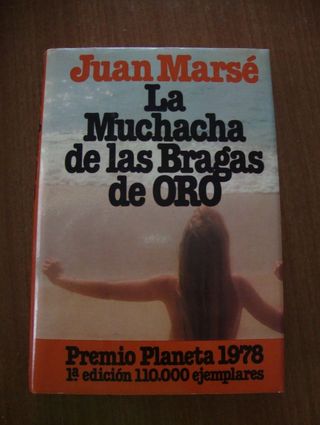 Juan Marsé
La
Muchacha
de las Bragas
de ORO
Premio Planeta 1978
1ª edición 110.000 ejemplares